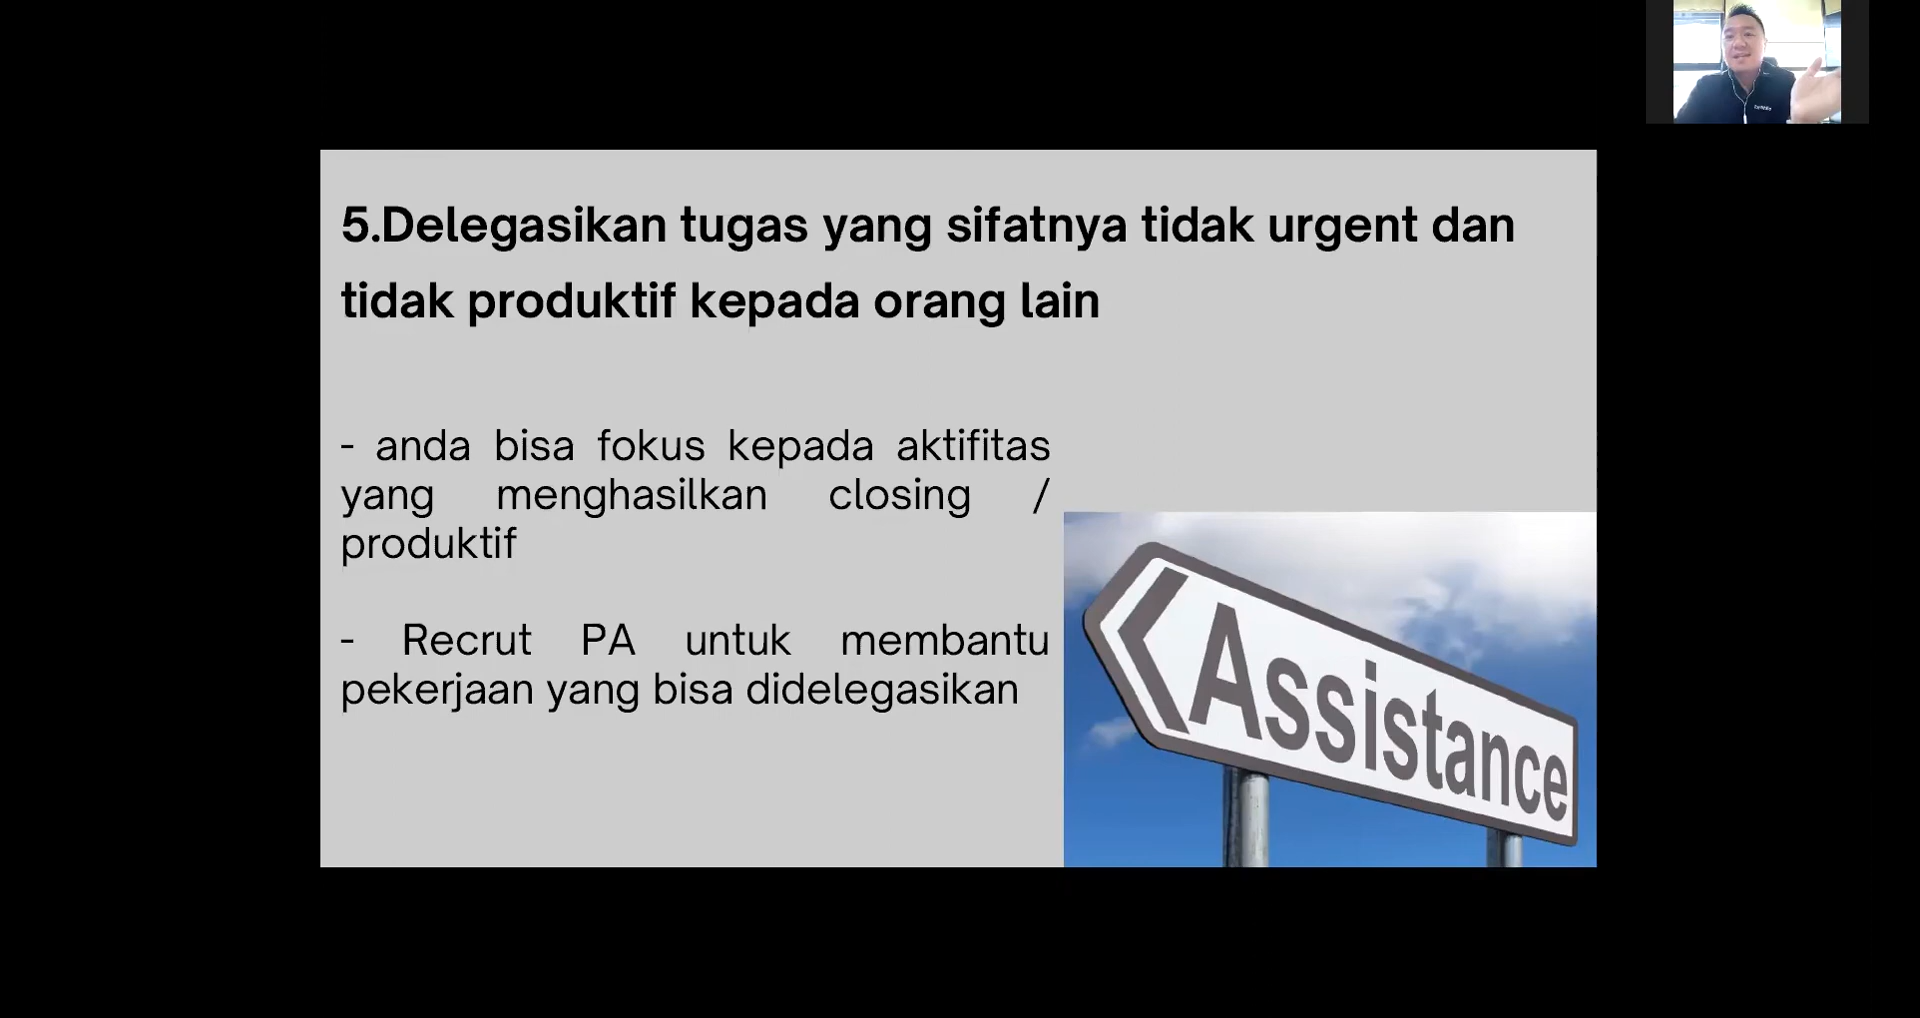 5.Delegasikan tugas yang sifatnya tidak urgent dan
tidak produktif kepada orang lain
- anda bisa fokus kepada aktifitas
yang menghasilkan closing /
produktif
- Recrut PA untuk membantu
pekerjaan yang bisa didelegasikan
Assistance